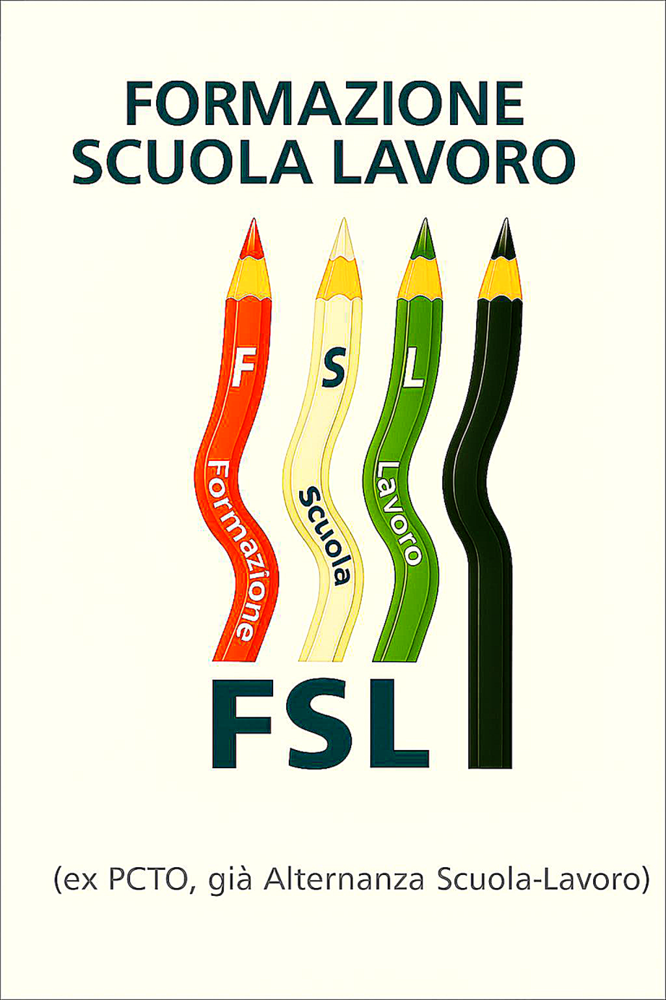 FORMAZIONE
SCUOLA LAVORO
F S L
Formazione
Scuola
Lavoro
FSL
(ex PCTO, già Alternanza Scuola-Lavoro)